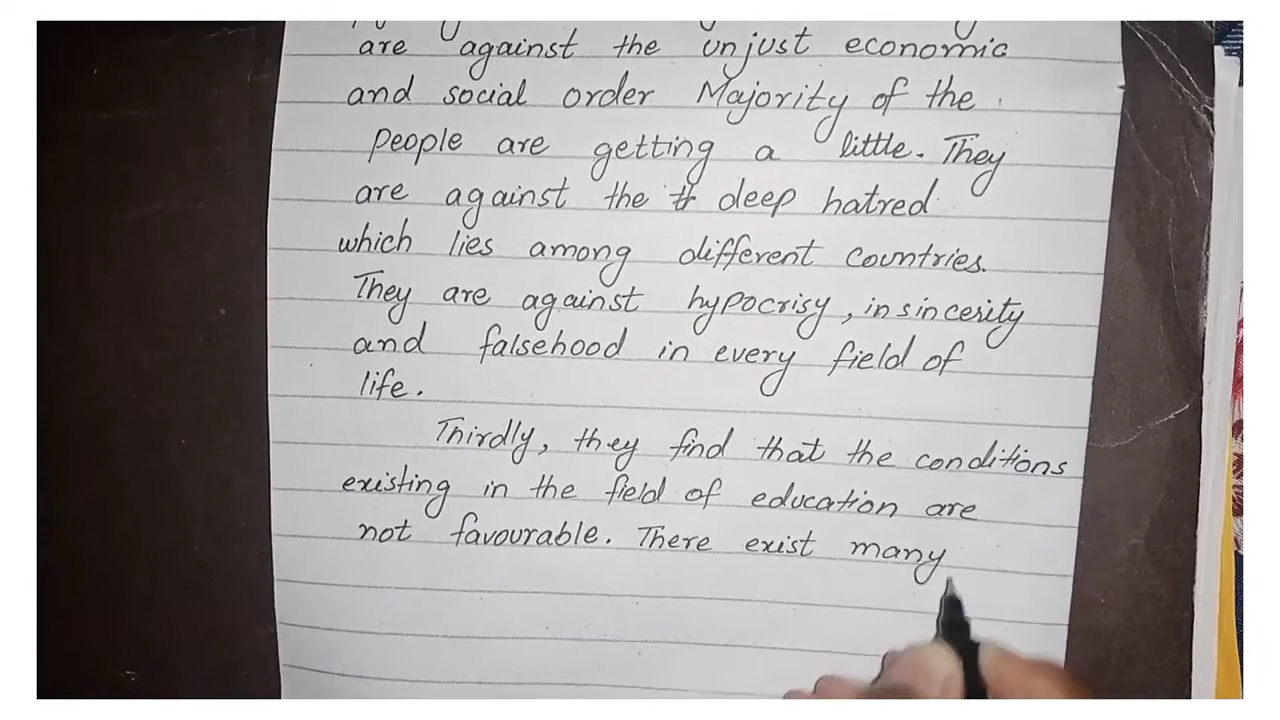 are against the unjust economic
and social order Majority of the
people are getting a little. They
are against the deep hatred
which lies among different countries.
They are against hypocrisy, insincerity
and falsehood in every field of
life.
Thirdly, they find that the conditions
existing in the field of education are
not favourable. There exist many